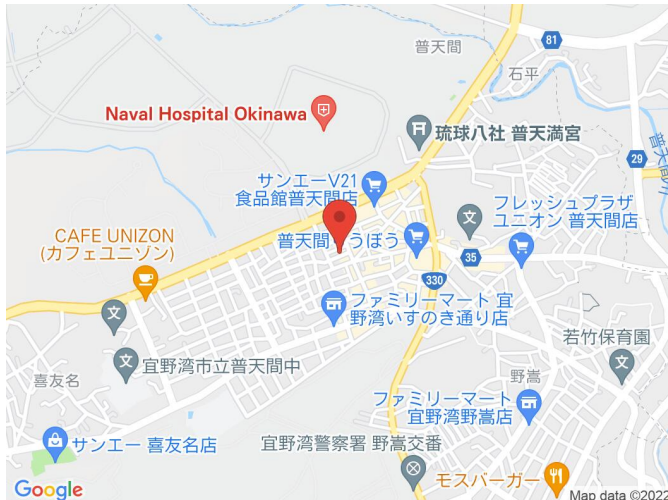 普天間
81
石平
Naval Hospital Okinawa
琉球八社 普天満宮
29
サンエーV21
食品館普天間店
フレッシュプラザ
ユニオン 普天間店
文
CAFE UNIZON
(カフェユニゾン)
普天間
うぼう
35
330
文
ファミリーマート 宜
野湾いすのき通り店
若竹保育園
文
文
宜野湾市立普天間中
喜友名
野嵩
ファミリーマート
宜野湾野嵩店
サンエー 喜友名店
宜野湾警察署 野嵩交番
モスバーガー
Google
Map data ©2022